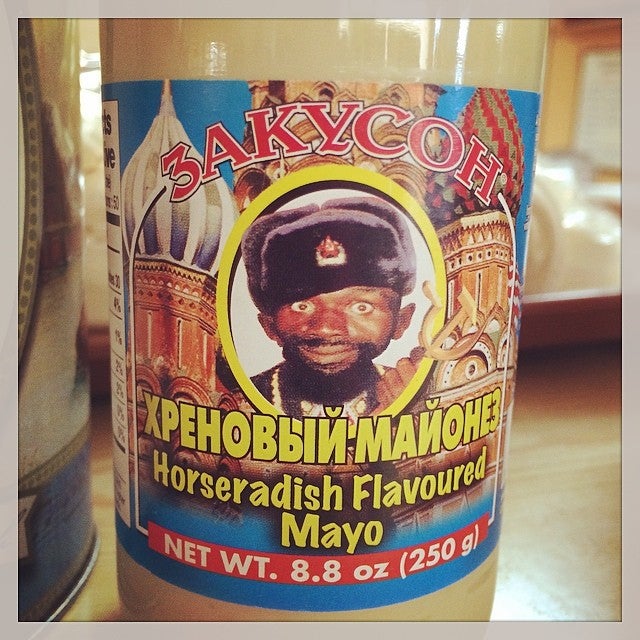 ЗАКУСОН
ХРЕНОВЫЙ МАЙОНЕЗ
Horseradish Flavoured
Mayo
NET WT. 8.8 oz (250 g)